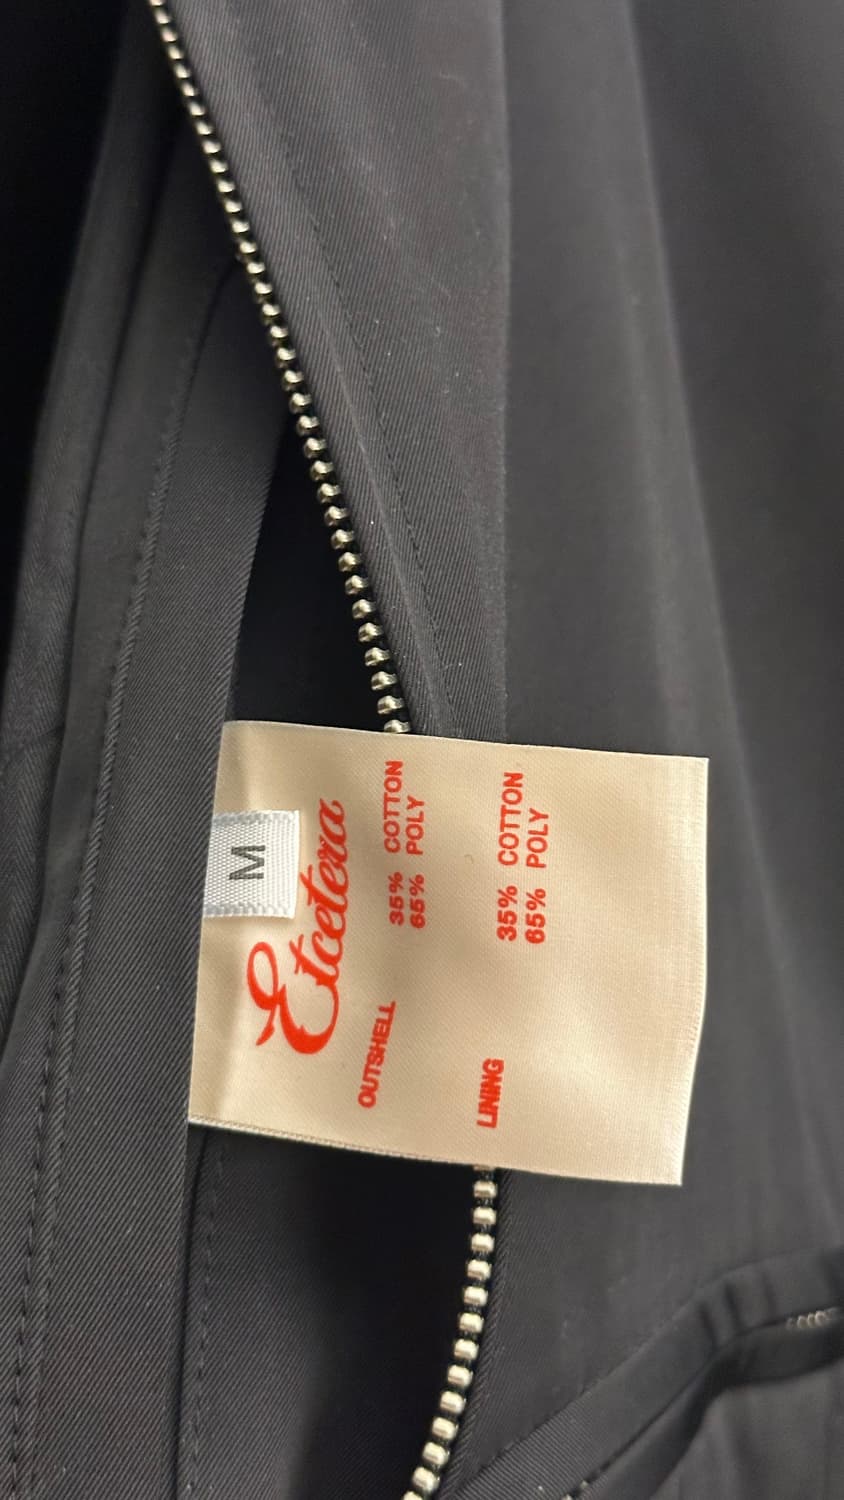 M
Etcetera
OUTSHELL 35% COTTON
65% POLY
LINING 35% COTTON
65% POLY